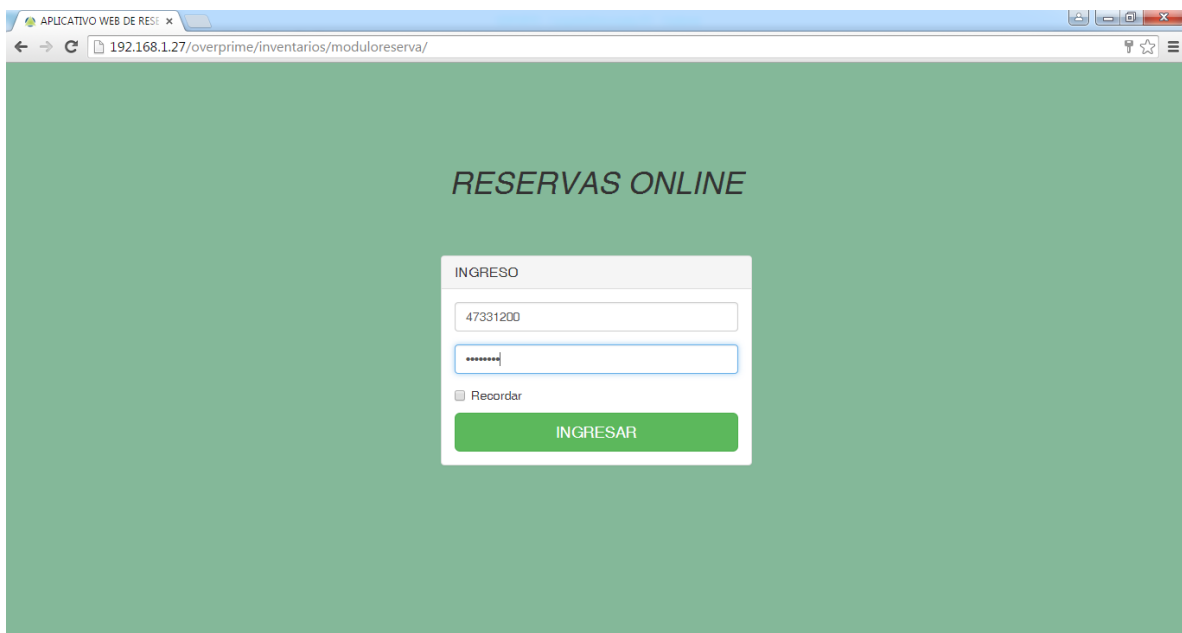 APLICATIVO WEB DE RESE
192.168.1.27/overprime/inventarios/moduloreserva/
RESERVAS ONLINE
INGRESO
47331200
••••••••
Recordar
INGRESAR